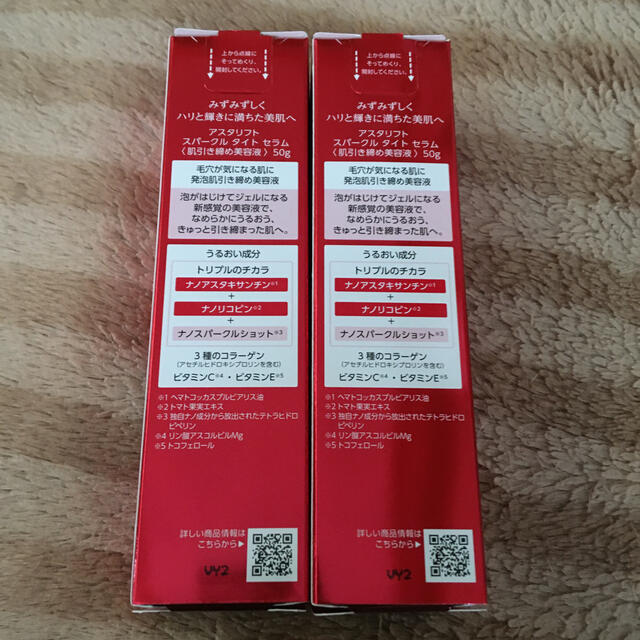 上から点線に
そってめくり、
開封してください。
みずみずしく
ハリと輝きに満ちた美肌へ
アスタリフト
スパークル タイト セラム
〈肌引き締め美容液〉50g
毛穴が気になる肌に
発泡肌引き締め美容液
泡がはじけてジェルになる
新感覚の美容液で、
なめらかにうるおう、
きゅっと引き締まった肌へ。
うるおい成分
トリプルのチカラ
ナノアスタキサンチン※1
+
ナノリコピン※2
+
ナノスパークルショット※3
3種のコラーゲン
(アセチルヒドロキシプロリンを含む)
ビタミンC※4・ビタミンE※5
※1 ヘマトコッカスプルビアリス油
※2 トマト果実エキス
※3 独自ナノ成分から放出されたテトラヒドロ
ピペリン
※4 リン酸アスコルビルMg
※5 トコフェロール
詳しい商品情報は
こちらから▶
VY2
上から点線に
そってめくり、
開封してください。
みずみずしく
ハリと輝きに満ちた美肌へ
アスタリフト
スパークル タイト セラム
〈肌引き締め美容液〉50g
毛穴が気になる肌に
発泡肌引き締め美容液
泡がはじけてジェルになる
新感覚の美容液で、
なめらかにうるおう、
きゅっと引き締まった肌へ。
うるおい成分
トリプルのチカラ
ナノアスタキサンチン※1
+
ナノリコピン※2
+
ナノスパークルショット※3
3種のコラーゲン
(アセチルヒドロキシプロリンを含む)
ビタミンC※4・ビタミンE※5
※1 ヘマトコッカスプルビアリス油
※2 トマト果実エキス
※3 独自ナノ成分から放出されたテトラヒドロ
ピペリン
※4 リン酸アスコルビルMg
※5 トコフェロール
詳しい商品情報は
こちらから▶
VY2